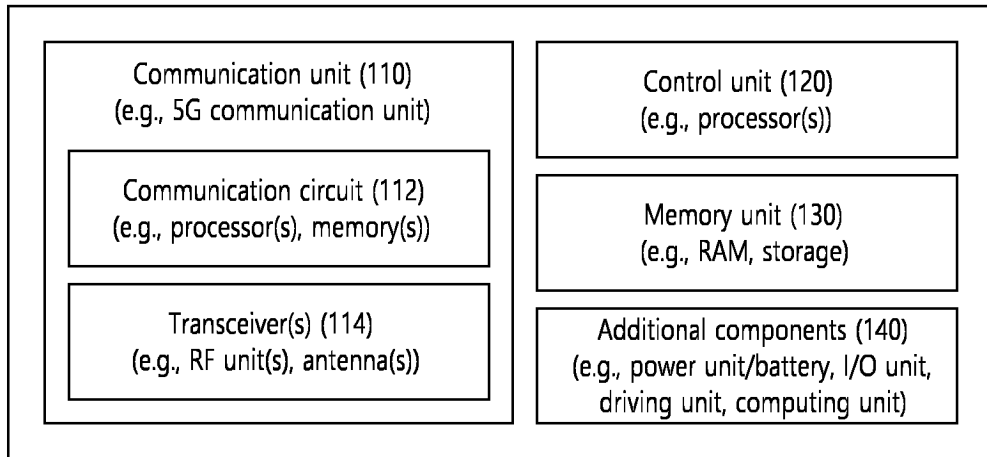 Communication unit (110)
(e.g., 5G communication unit)
Communication circuit (112)
(e.g., processor(s), memory(s))
Transceiver(s) (114)
(e.g., RF unit(s), antenna(s))
Control unit (120)
(e.g., processor(s))
Memory unit (130)
(e.g., RAM, storage)
Additional components (140)
(e.g., power unit/battery, I/O unit,
driving unit, computing unit)